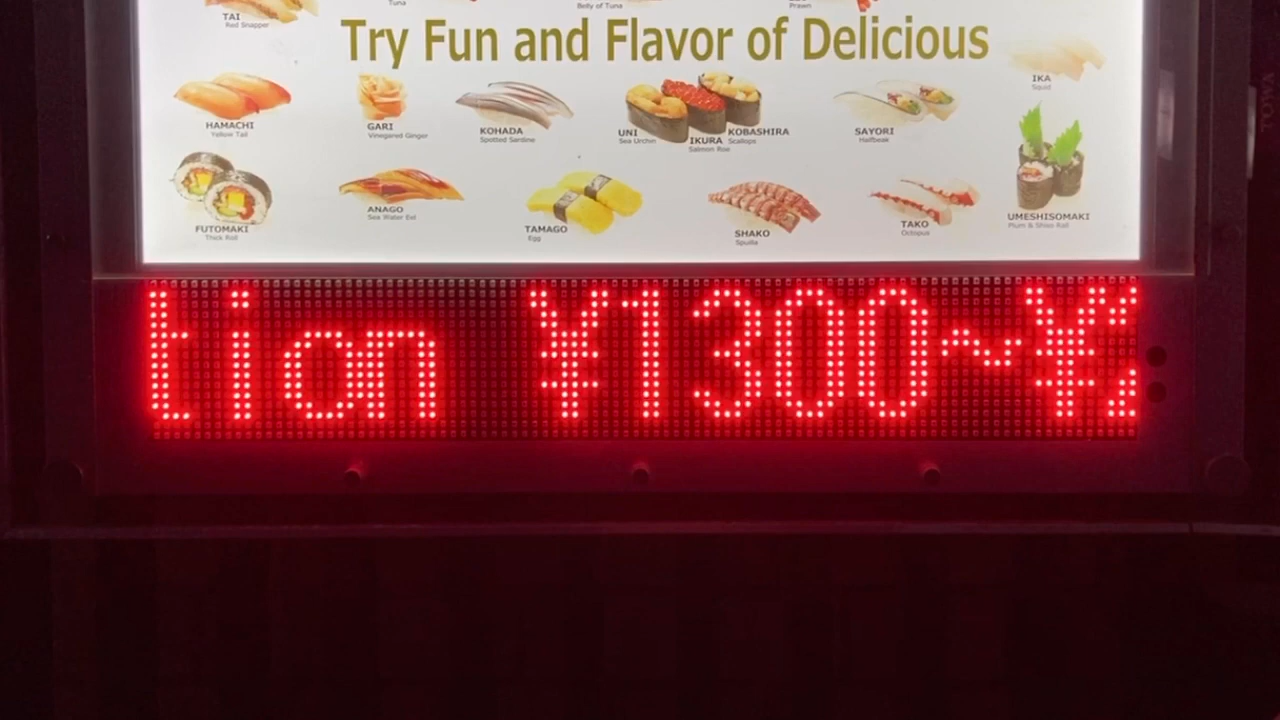 TAI
Red Snapper
Tuna
Belly of Tuna
Prawn
Try Fun and Flavor of Delicious
IKA
Squid
HAMACHI
Yellow Tail
GARI
Vinegared Ginger
KOHADA
Spotted Sardine
UNI
Sea Urchin
IKURA
Salmon Roe
KOBASHIRA
Scallops
SAYORI
Halfbeak
FUTOMAKI
Thick Roll
ANAGO
Sea Water Eel
TAMAGO
Egg
SHAKO
Squilla
TAKO
Octopus
UMESHISOMAKI
Plum & Shiso Roll
tion ¥1300~¥
TOWA